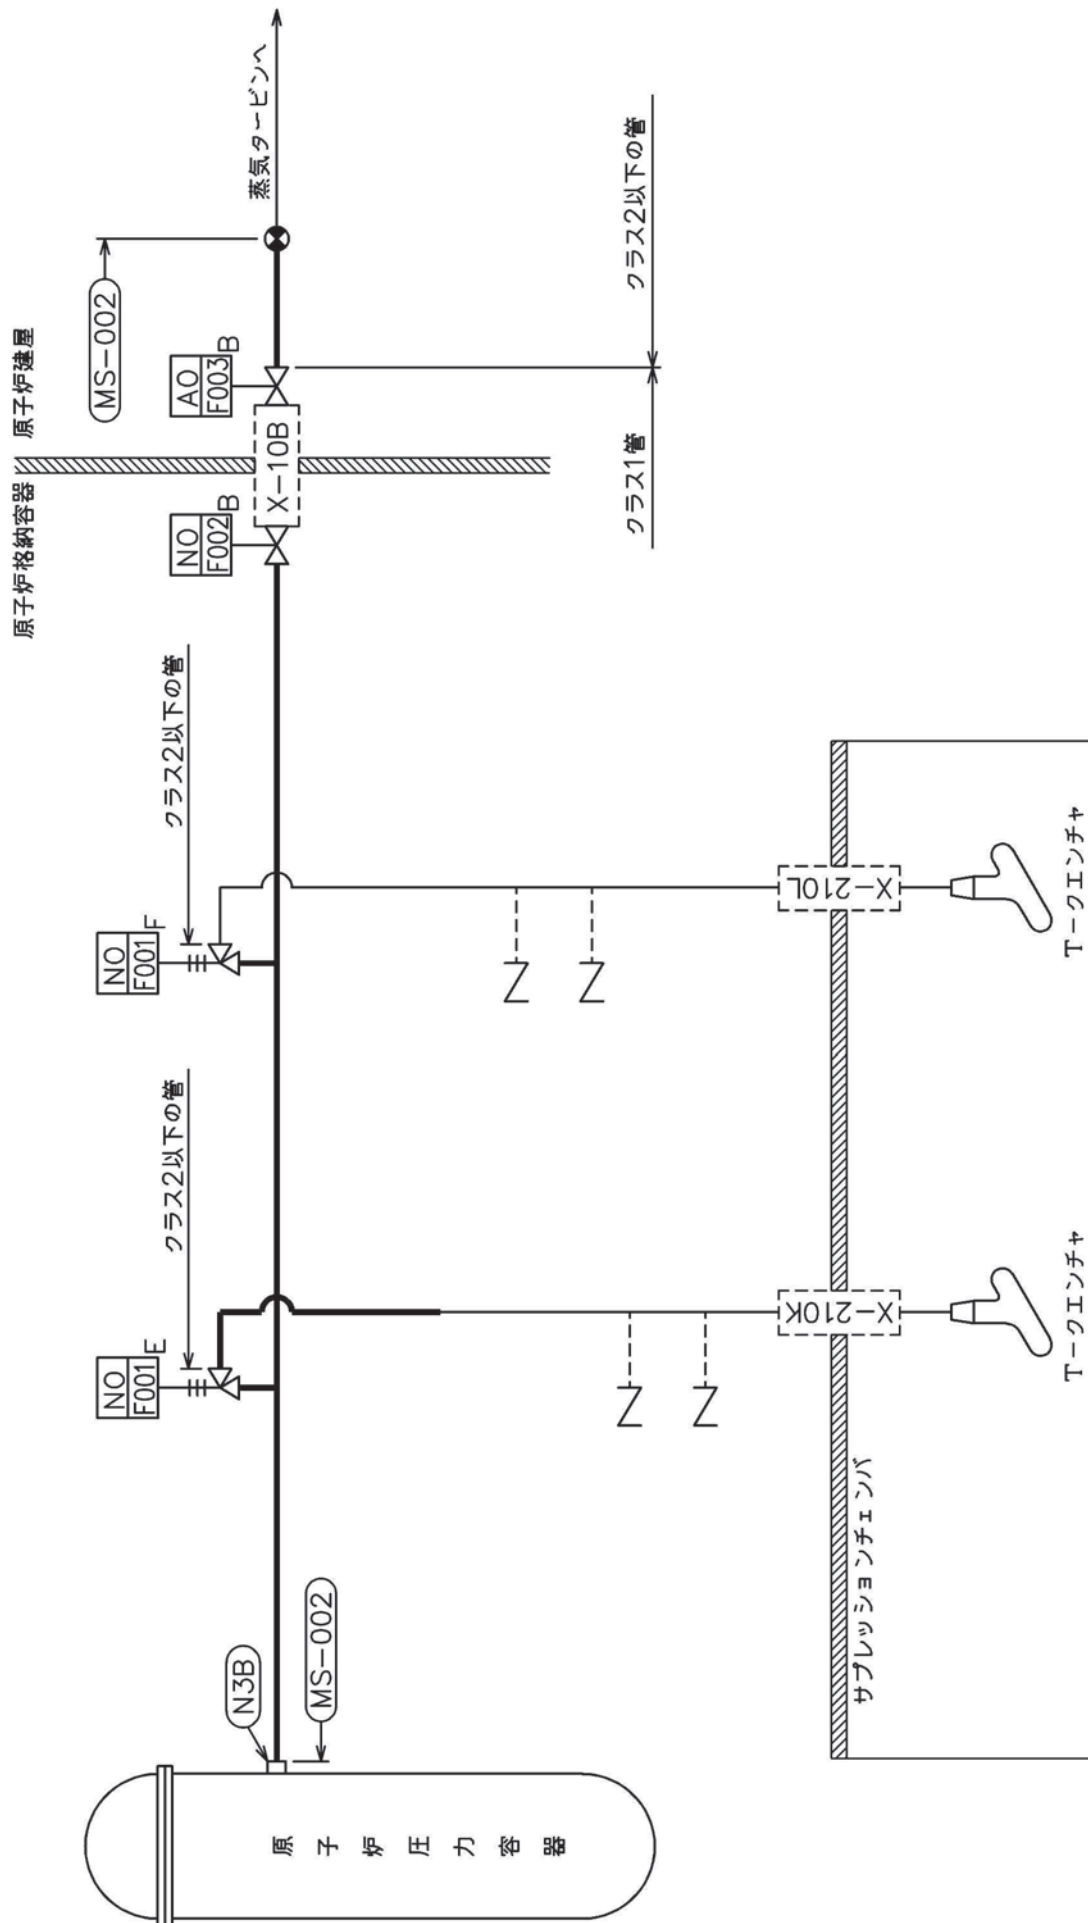 原子炉格納容器
原子炉建屋
MS-002
NO
F001
E
NO
F001
F
NO
F002
B
AO
F003
B
クラス2以下の管
クラス2以下の管
蒸気タービンへ
N3B
X-10B
MS-002
原子炉圧力容器
クラス1管
クラス2以下の管
X-210K
X-210L
サプレッションチェンバ
T-クエンチャ
T-クエンチャ